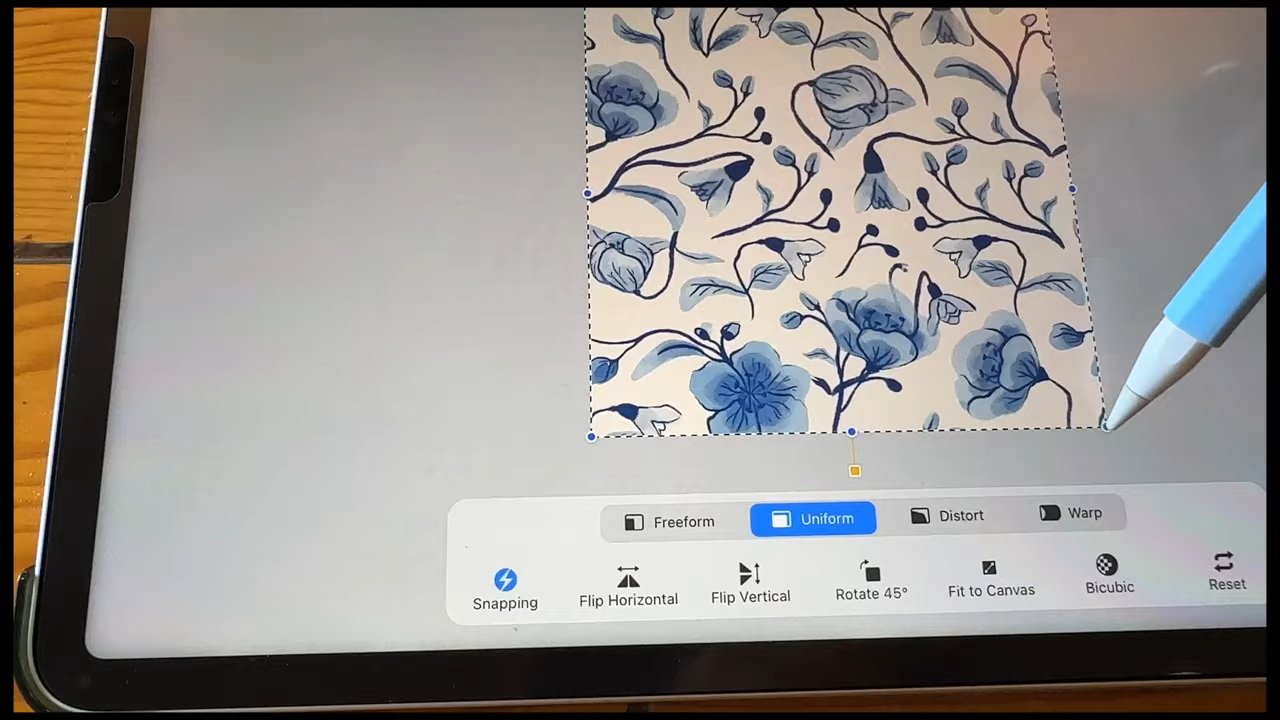 Freeform Uniform Distort Warp
Snapping Flip Horizontal Flip Vertical Rotate 45° Fit to Canvas Bicubic Reset